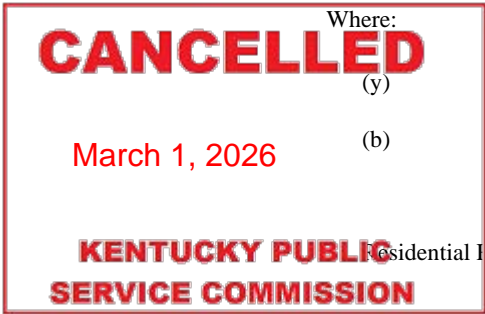 Where:
CANCELLED
(y)
(b)
March 1, 2026
KENTUCKY PUBLIC
SERVICE COMMISSION